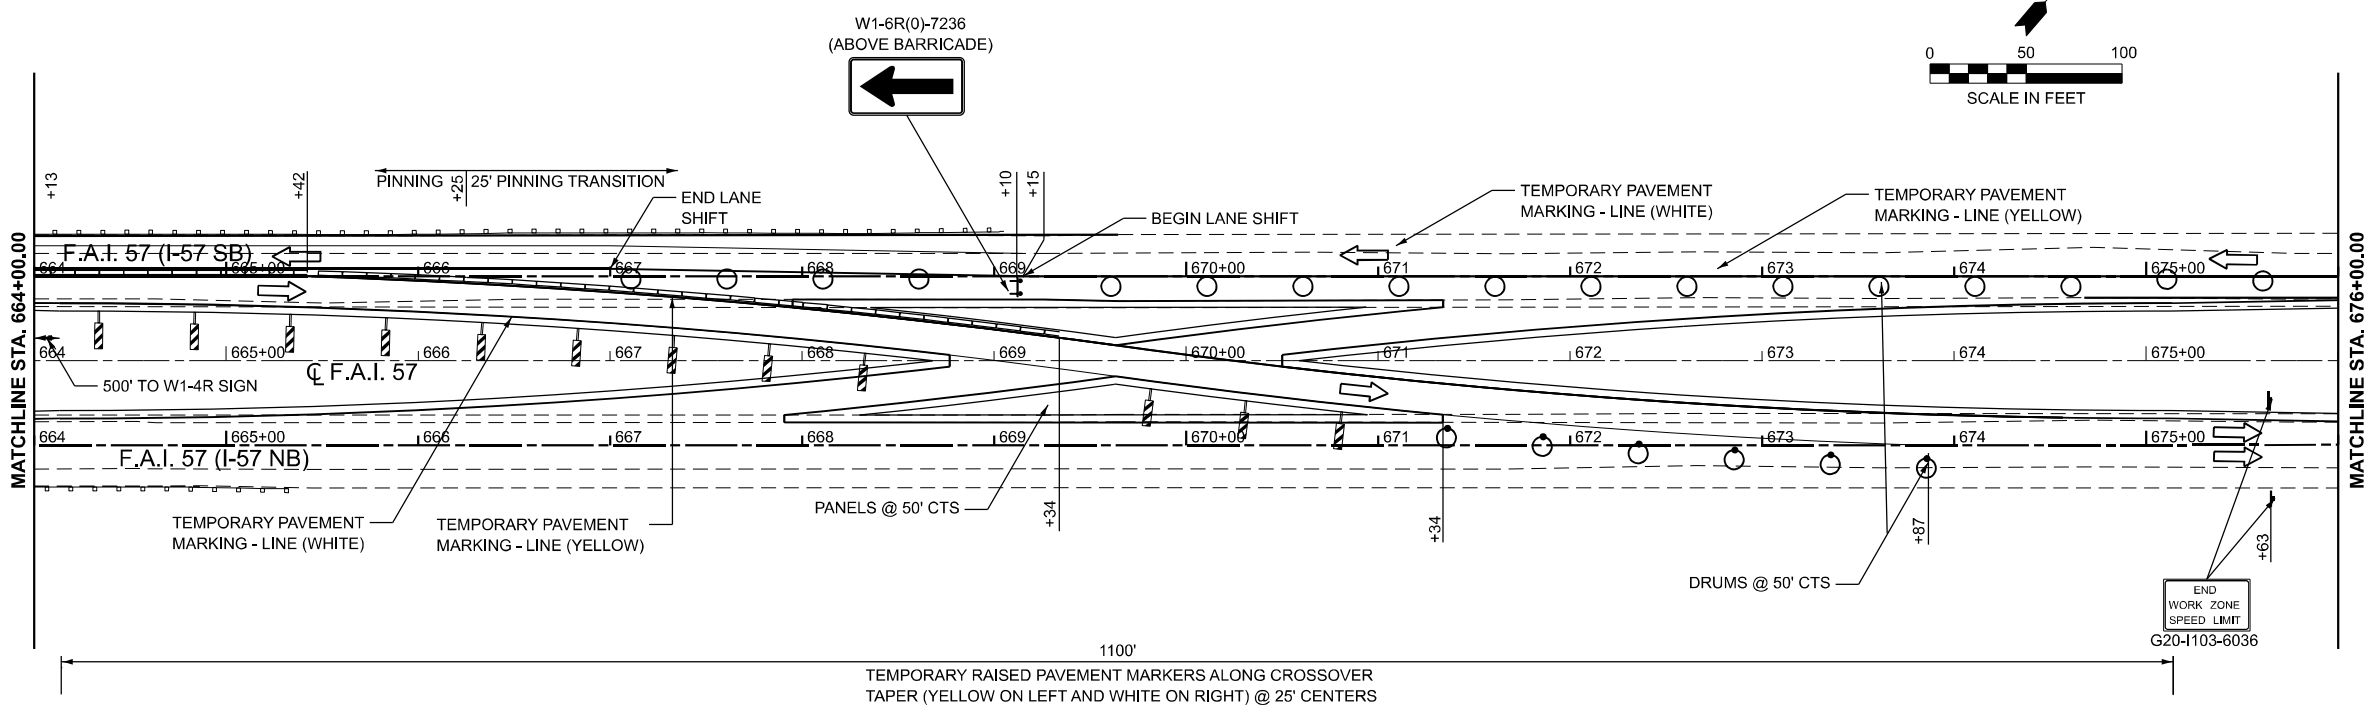 W1-6R(0)-7236
(ABOVE BARRICADE)
0 50 100
SCALE IN FEET
MATCHLINE STA. 664+00.00
+13
+42
PINNING
+25
25' PINNING TRANSITION
END LANE
SHIFT
+10
+15
BEGIN LANE SHIFT
TEMPORARY PAVEMENT
MARKING - LINE (WHITE)
TEMPORARY PAVEMENT
MARKING - LINE (YELLOW)
MATCHLINE STA. 676+00.00
F.A.I. 57 (I-57 SB)
664 665+00 666 667 668 669 670+00 671 672 673 674 675+00
664 665+00 666 667 668 669 670+00 671 672 673 674 675+00
℄ F.A.I. 57
500' TO W1-4R SIGN
664 665+00 666 667 668 669 670+00 671 672 673 674 675+00
F.A.I. 57 (I-57 NB)
TEMPORARY PAVEMENT
MARKING - LINE (WHITE)
TEMPORARY PAVEMENT
MARKING - LINE (YELLOW)
PANELS @ 50' CTS
+34
+34
DRUMS @ 50' CTS
+87
+63
END
WORK ZONE
SPEED LIMIT
G20-I103-6036
1100'
TEMPORARY RAISED PAVEMENT MARKERS ALONG CROSSOVER
TAPER (YELLOW ON LEFT AND WHITE ON RIGHT) @ 25' CENTERS